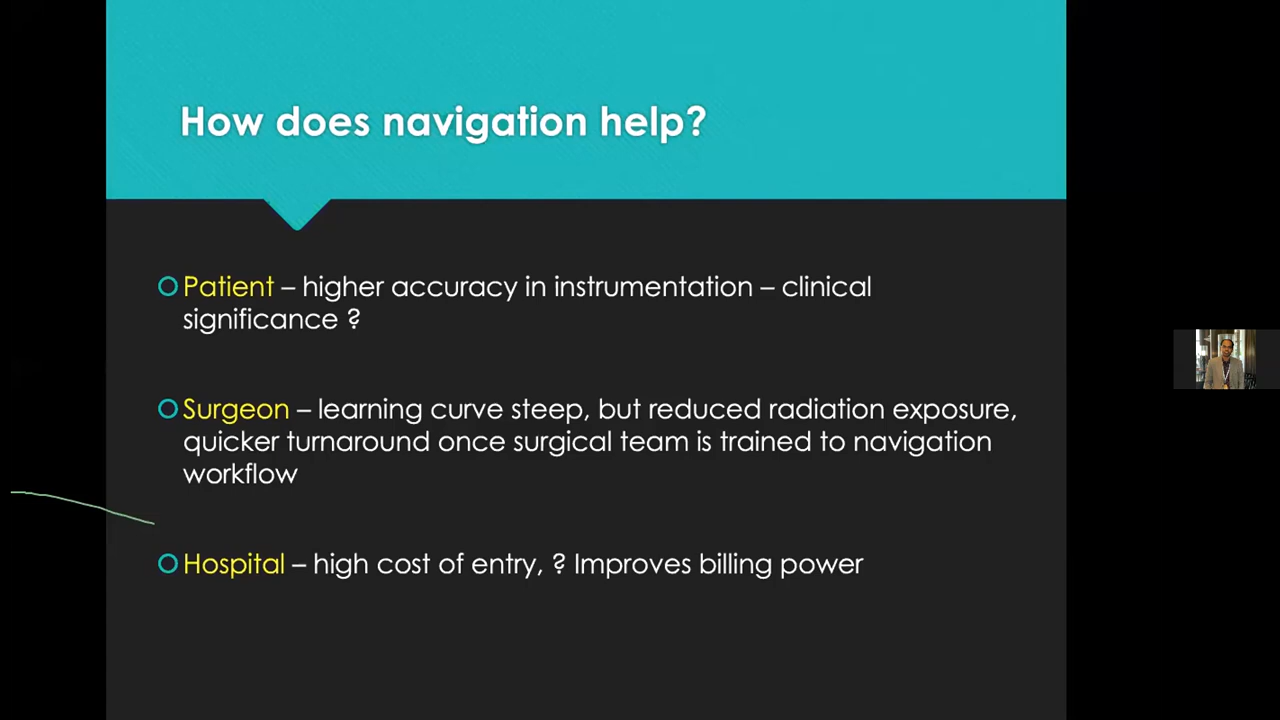 How does navigation help?
Patient – higher accuracy in instrumentation – clinical
significance ?
Surgeon – learning curve steep, but reduced radiation exposure,
quicker turnaround once surgical team is trained to navigation
workflow
Hospital – high cost of entry, ? Improves billing power